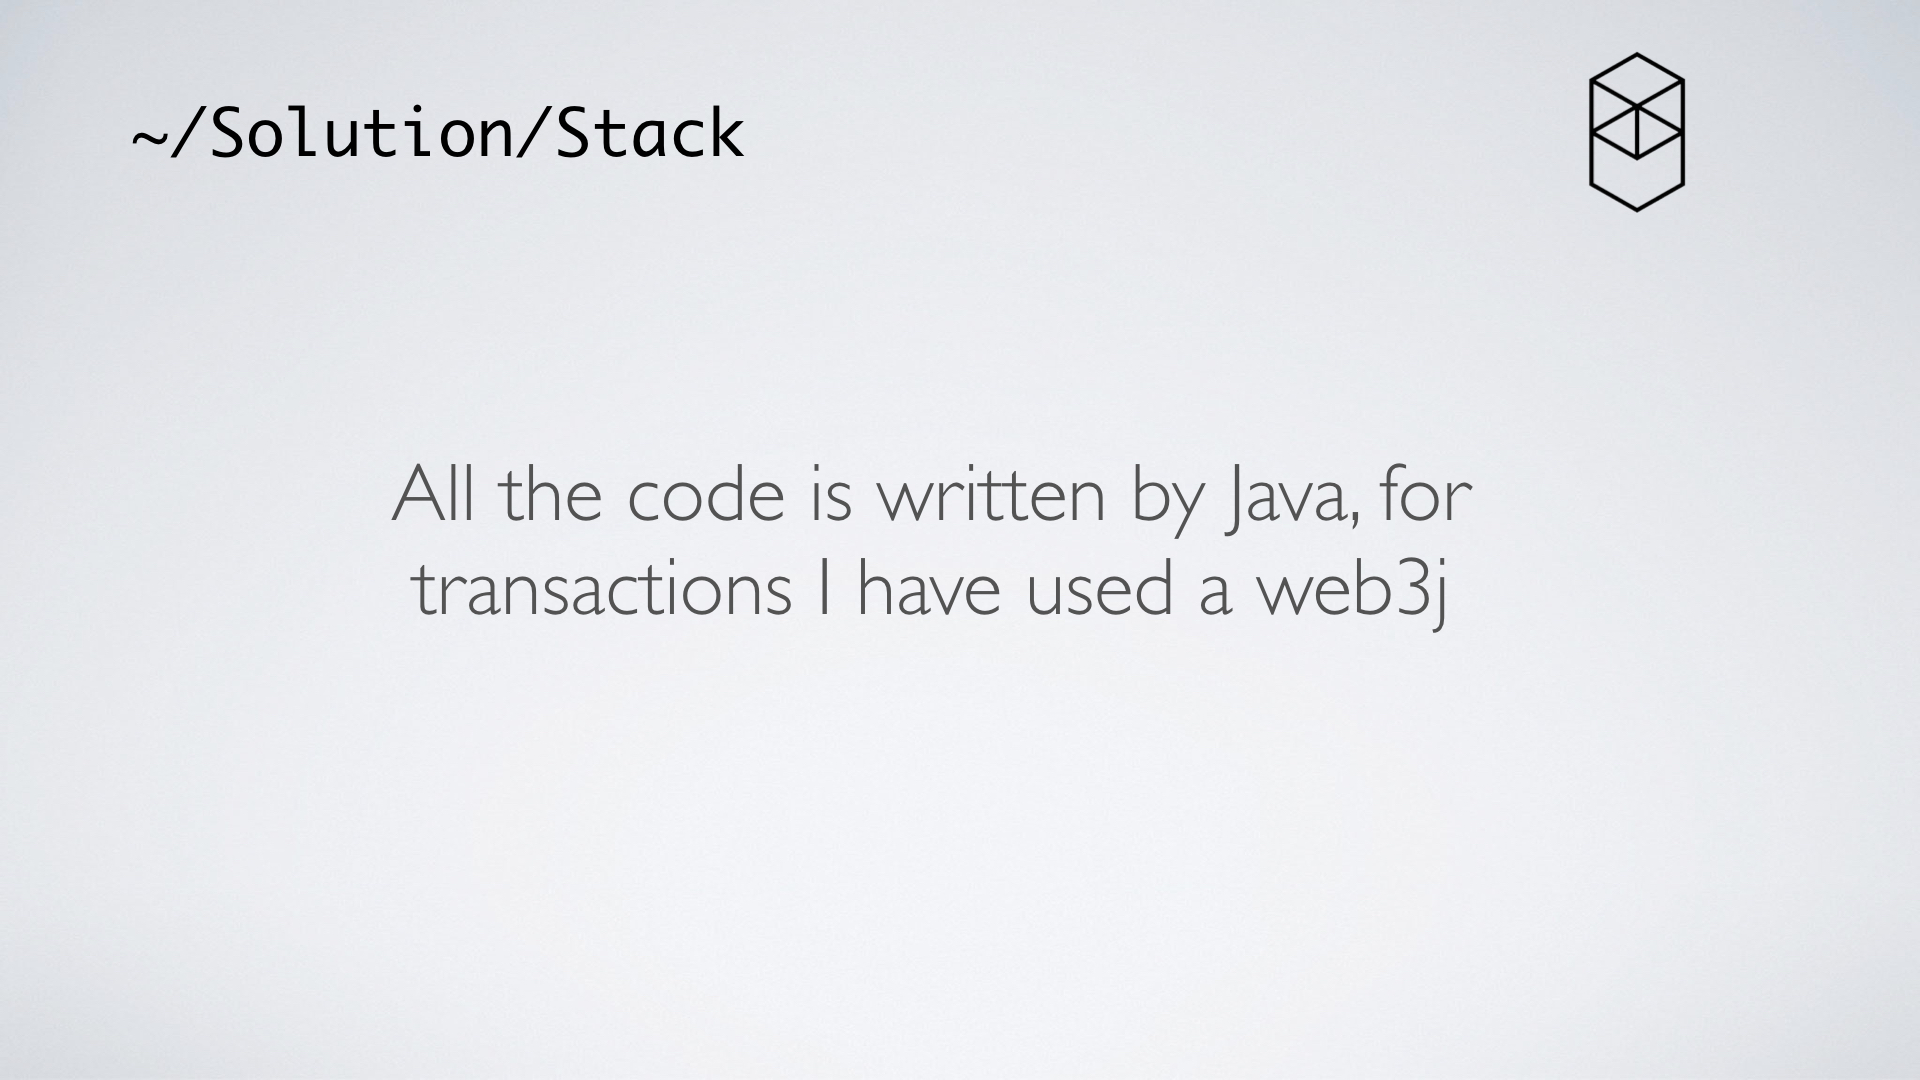 ~/Solution/Stack
All the code is written by Java, for
transactions I have used a web3j